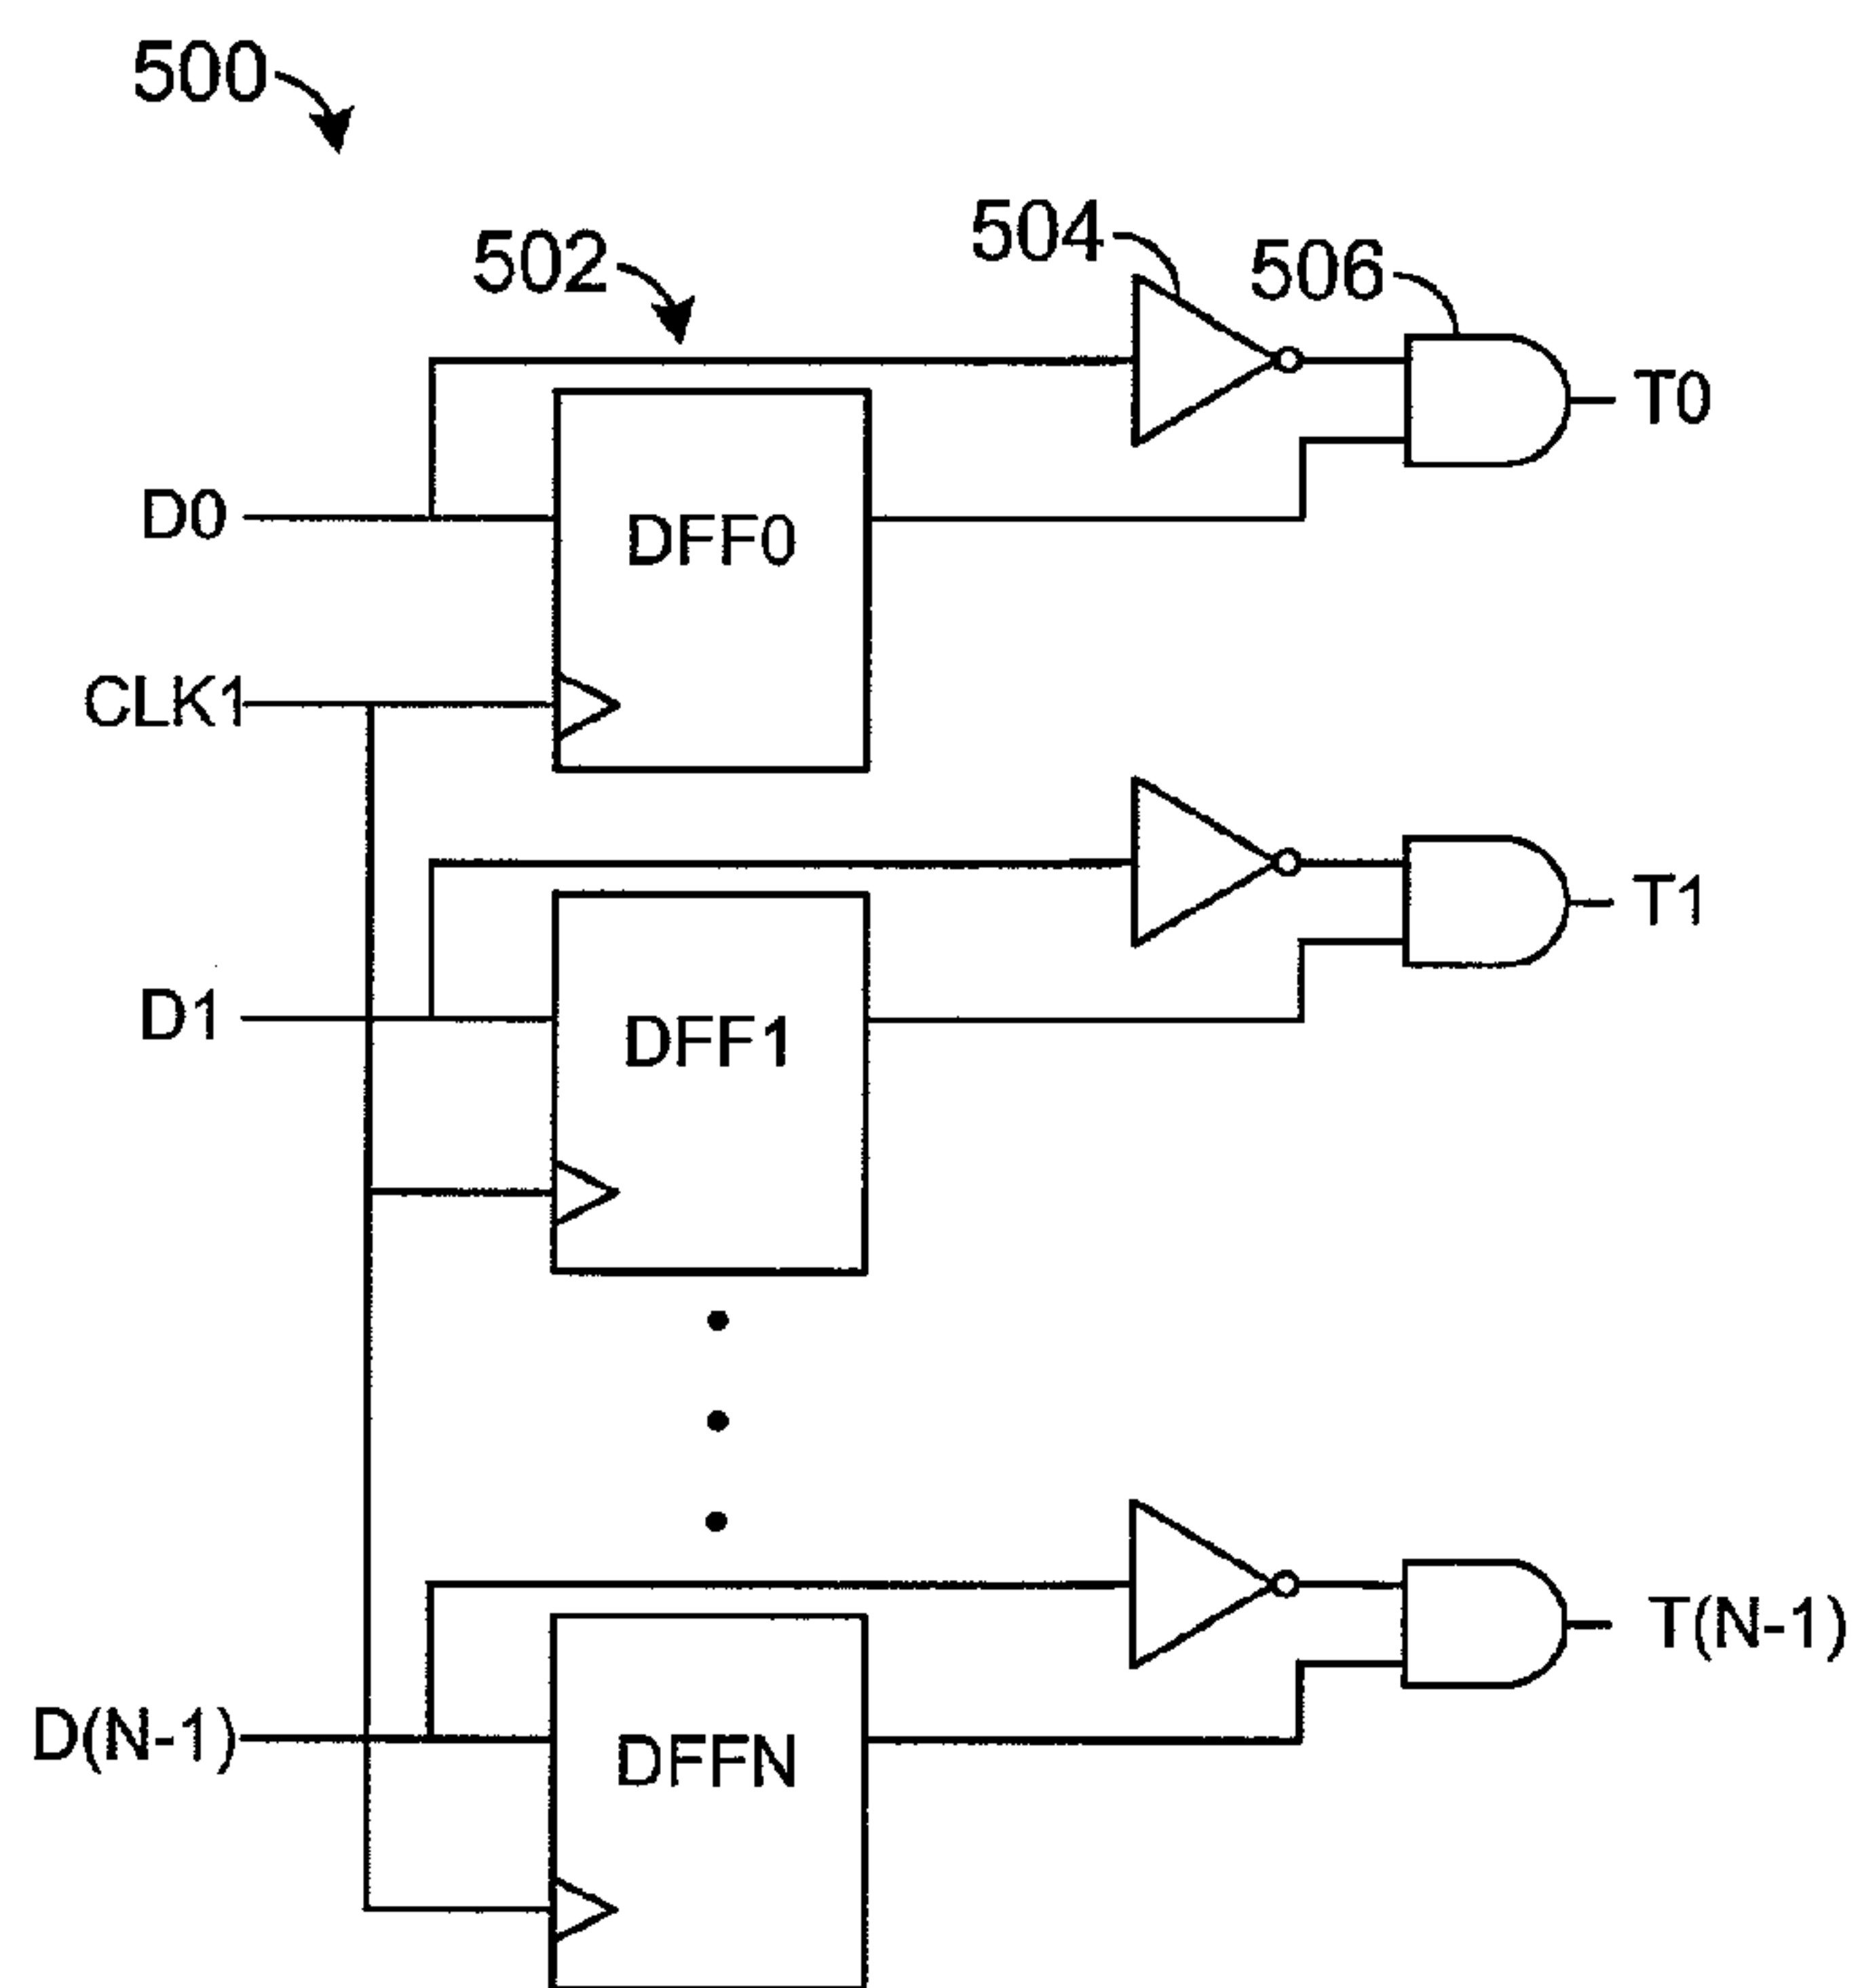 500
502
504
506
T0
D0
DFF0
CLK1
T1
D1
DFF1
T(N-1)
D(N-1)
DFFN